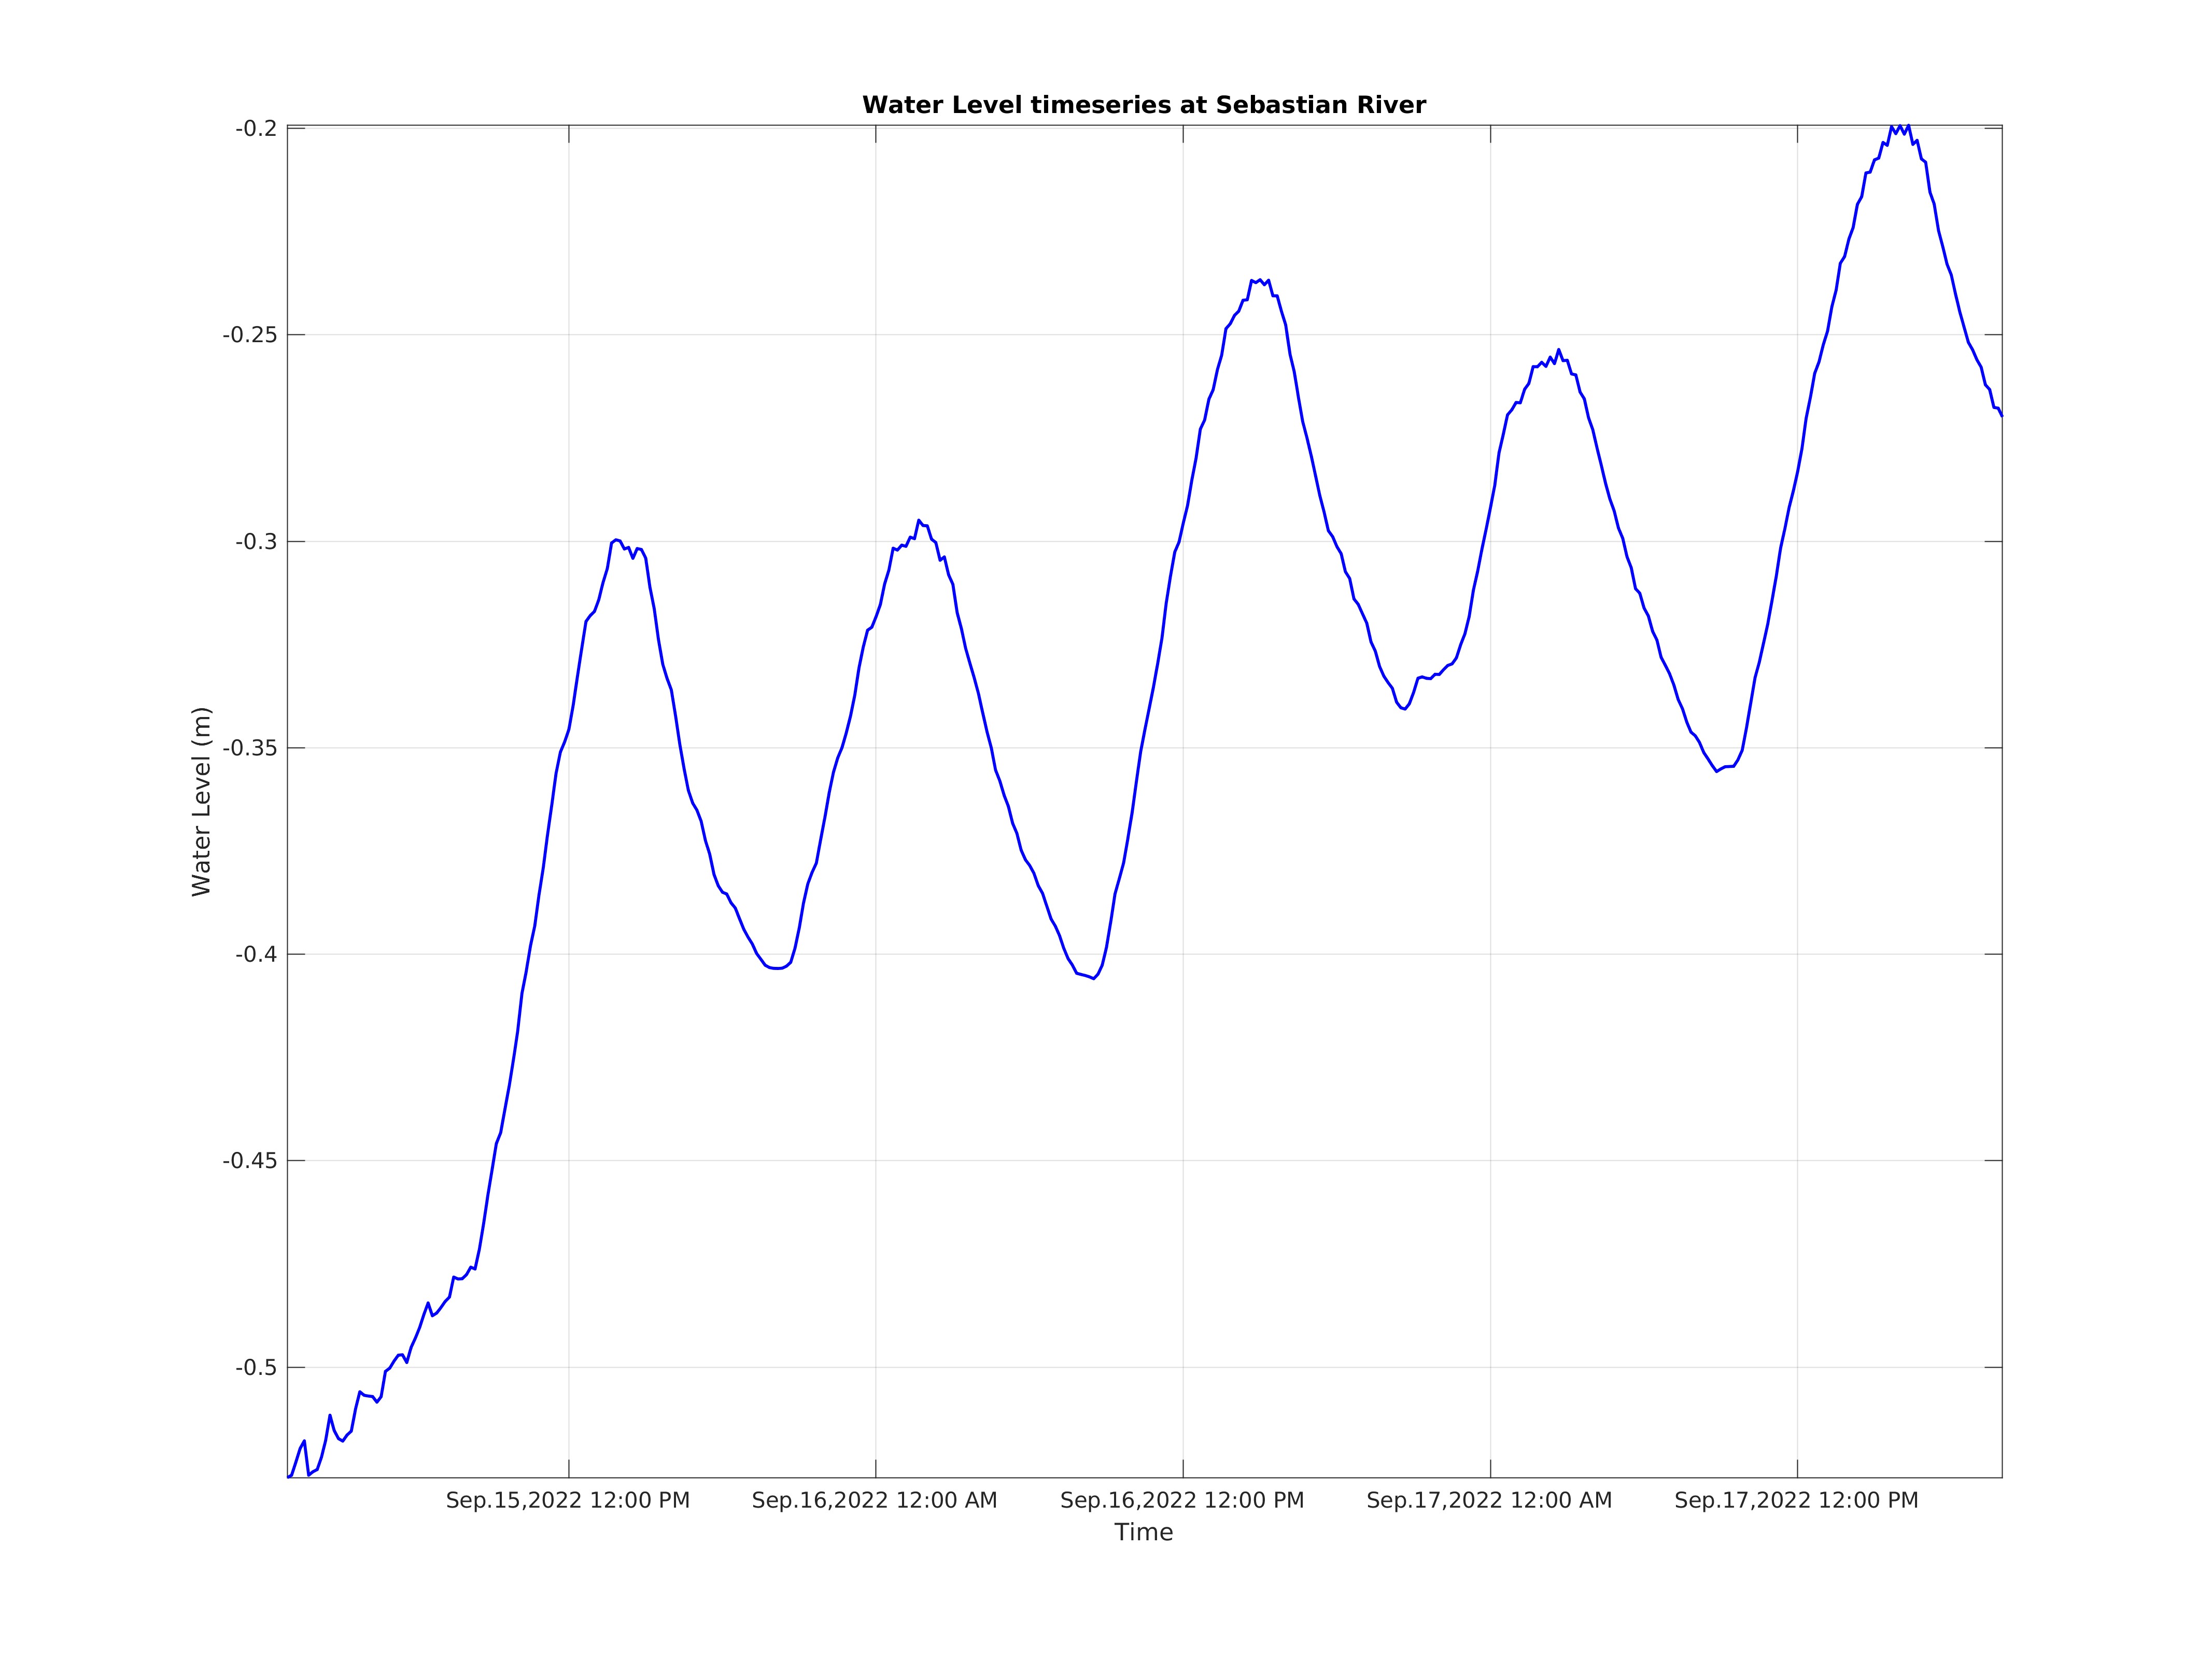 Water Level timeseries at Sebastian River
-0.2
-0.25
-0.3
-0.35
-0.4
-0.45
-0.5
Water Level (m)
Sep.15,2022 12:00 PM
Sep.16,2022 12:00 AM
Sep.16,2022 12:00 PM
Sep.17,2022 12:00 AM
Sep.17,2022 12:00 PM
Time